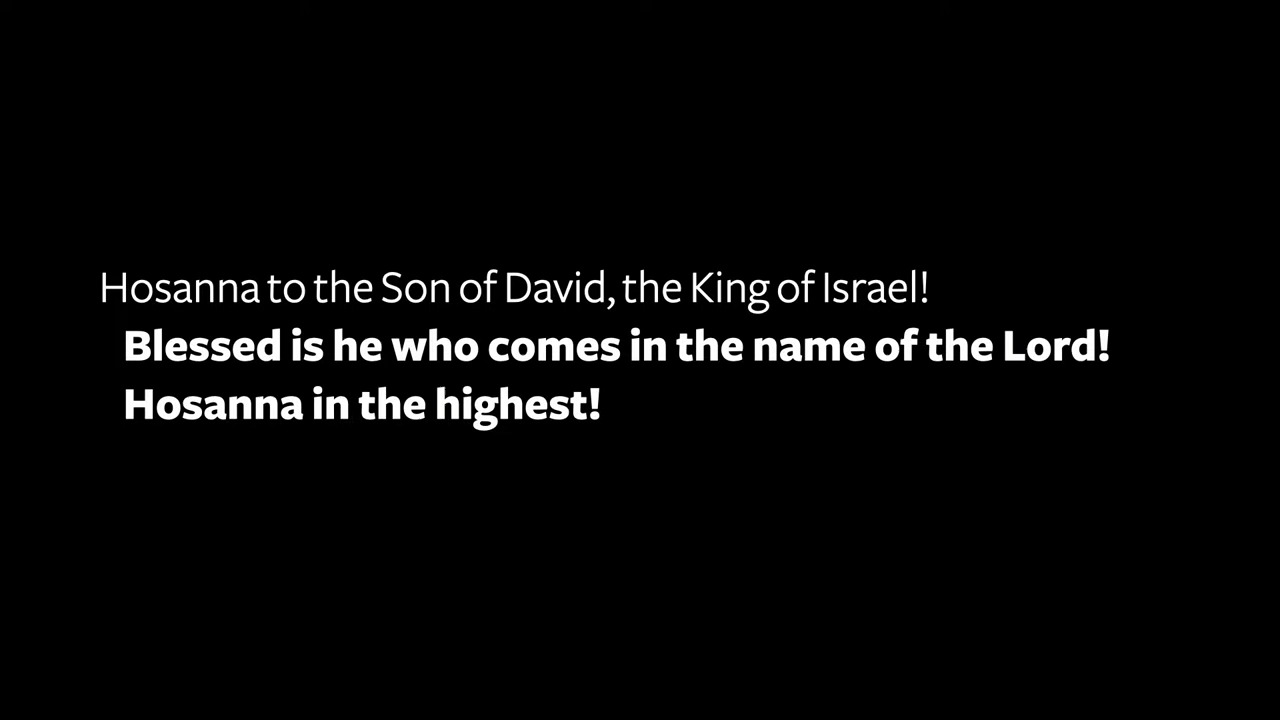 Hosanna to the Son of David, the King of Israel!
Blessed is he who comes in the name of the Lord!
Hosanna in the highest!